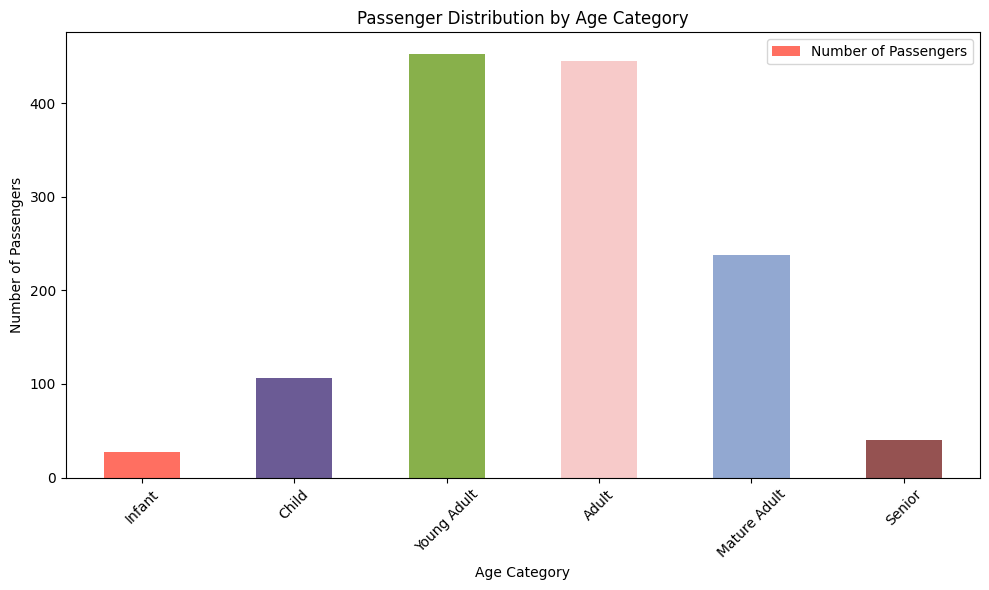 Passenger Distribution by Age Category
Number of Passengers
Number of Passengers
400
300
200
100
0
Infant
Child
Young Adult
Adult
Mature Adult
Senior
Age Category